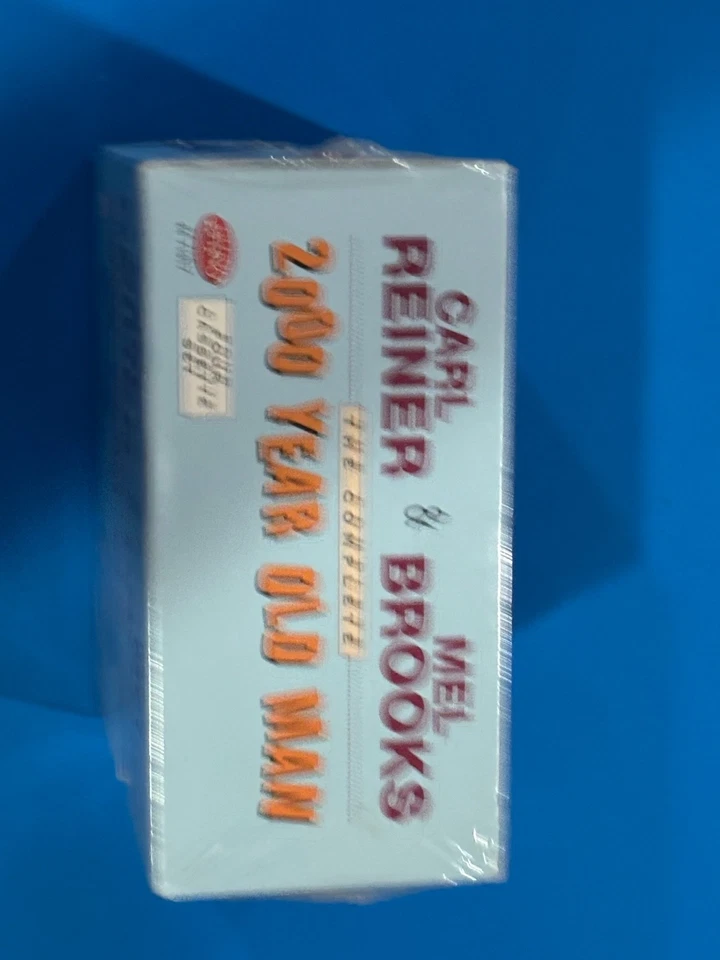 CARL MEL
REINER & BROOKS
THE COMPLETE
2000 YEAR OLD MAN
FOUR
CASSETTE
SET